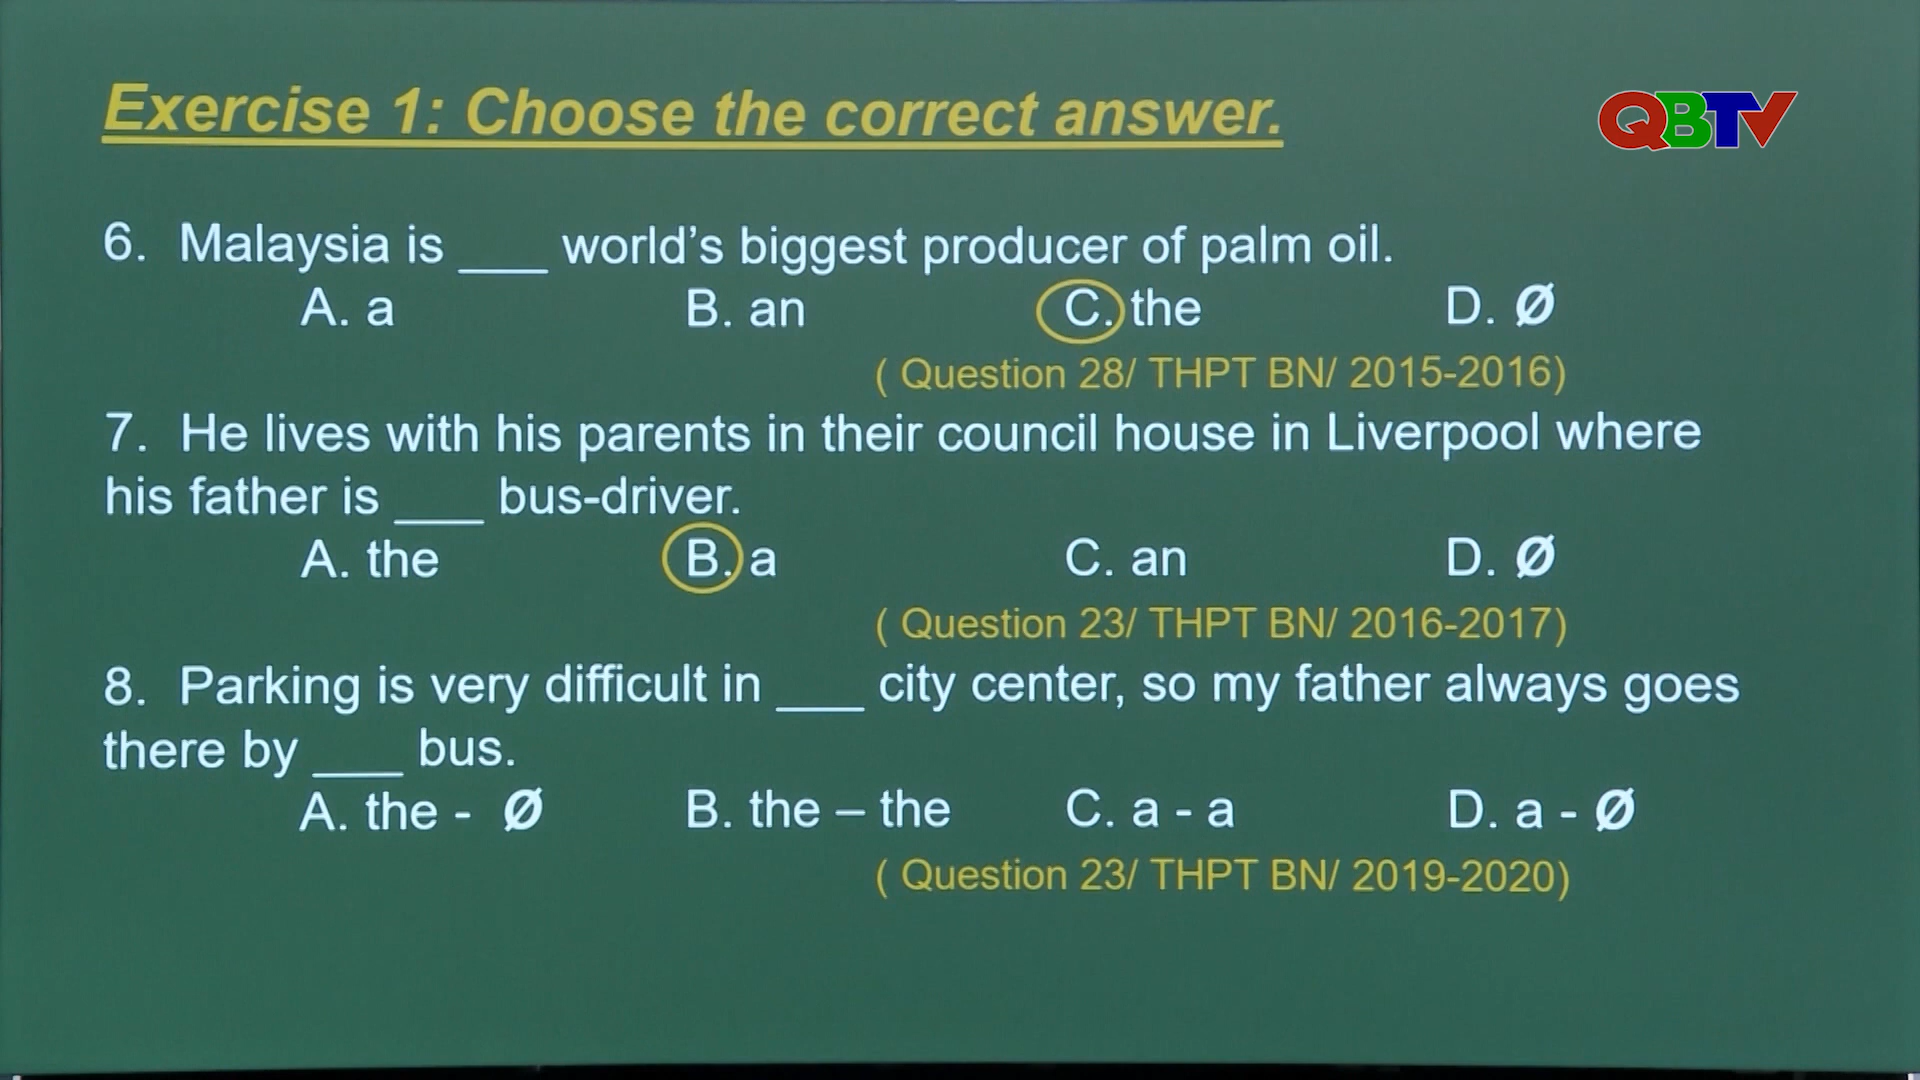 Exercise 1: Choose the correct answer.
QBTV
6. Malaysia is ___ world’s biggest producer of palm oil.
A. a B. an C. the D. Ø
( Question 28/ THPT BN/ 2015-2016)
7. He lives with his parents in their council house in Liverpool where
his father is ___ bus-driver.
A. the B. a C. an D. Ø
( Question 23/ THPT BN/ 2016-2017)
8. Parking is very difficult in ___ city center, so my father always goes
there by ___ bus.
A. the - Ø B. the – the C. a - a D. a - Ø
( Question 23/ THPT BN/ 2019-2020)